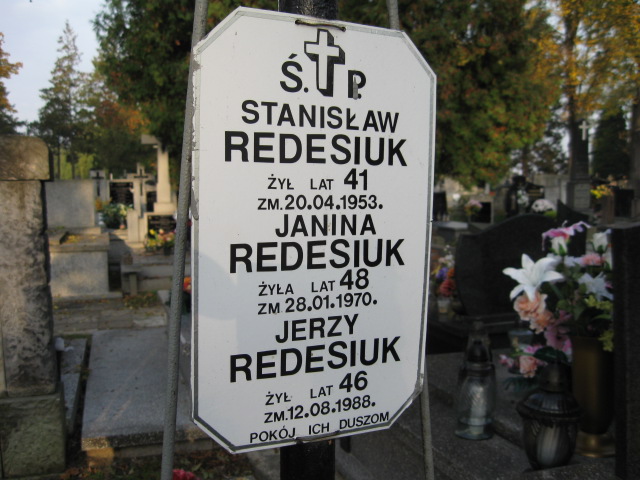 Ś. P.
STANISŁAW
REDESIUK
ŻYŁ LAT 41
ZM. 20.04.1953.
JANINA
REDESIUK
ŻYŁA LAT 48
ZM. 28.01.1970.
JERZY
REDESIUK
ŻYŁ LAT 46
ZM. 12.08.1988.
POKÓJ ICH DUSZOM